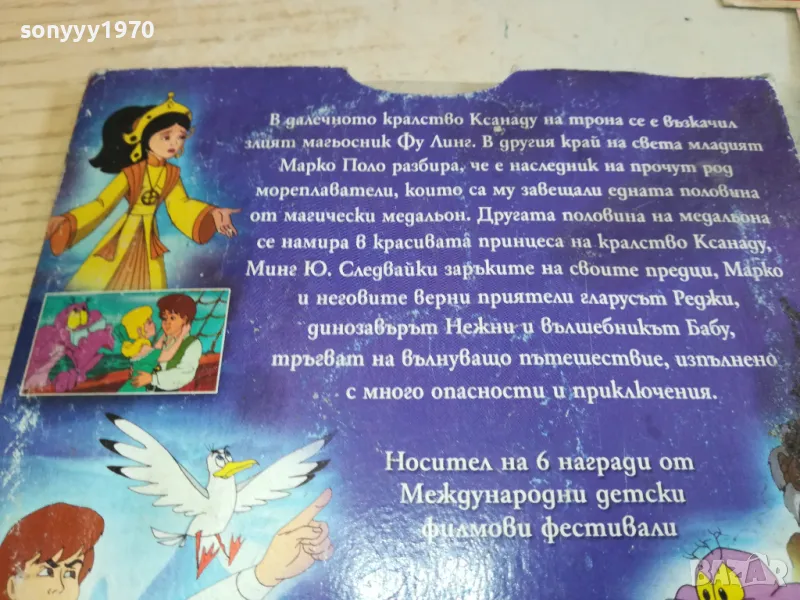 sonyyy1970
В далечното кралство Ксанаду на трона се е възкачил
злият магьосник Фу Линг. В другия край на света младият
Марко Поло разбира, че е наследник на прочут род
мореплаватели, които са му завещали едната половина
от магически медальон. Другата половина на медальона
се намира в красивата принцеса на кралство Ксанаду,
Минг Ю. Следвайки заръките на своите предци, Марко
и неговите верни приятели гларусът Реджи,
динозавърът Нежни и вълшебникът Бабу,
тръгват на вълнуващо пътешествие, изпълнено
с много опасности и приключения.
Носител на 6 награди от
Международни детски
филмови фестивали
BAZAR